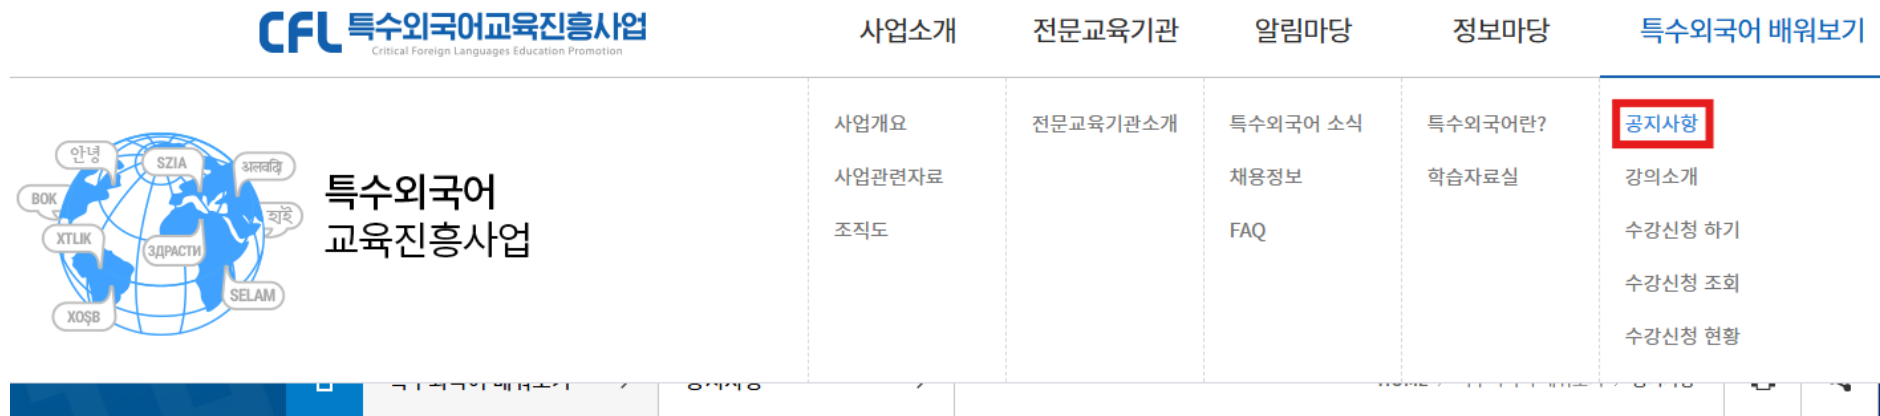 CFL 특수외국어교육진흥사업
Critical Foreign Languages Education Promotion
사업소개
전문교육기관
알림마당
정보마당
특수외국어 배워보기
안녕
SZIA
BOK
XTLIK
ЗДРАСТИ
SELAM
XOŞB
특수외국어
교육진흥사업
사업개요
사업관련자료
조직도
전문교육기관소개
특수외국어 소식
채용정보
FAQ
특수외국어란?
학습자료실
공지사항
강의소개
수강신청 하기
수강신청 조회
수강신청 현황